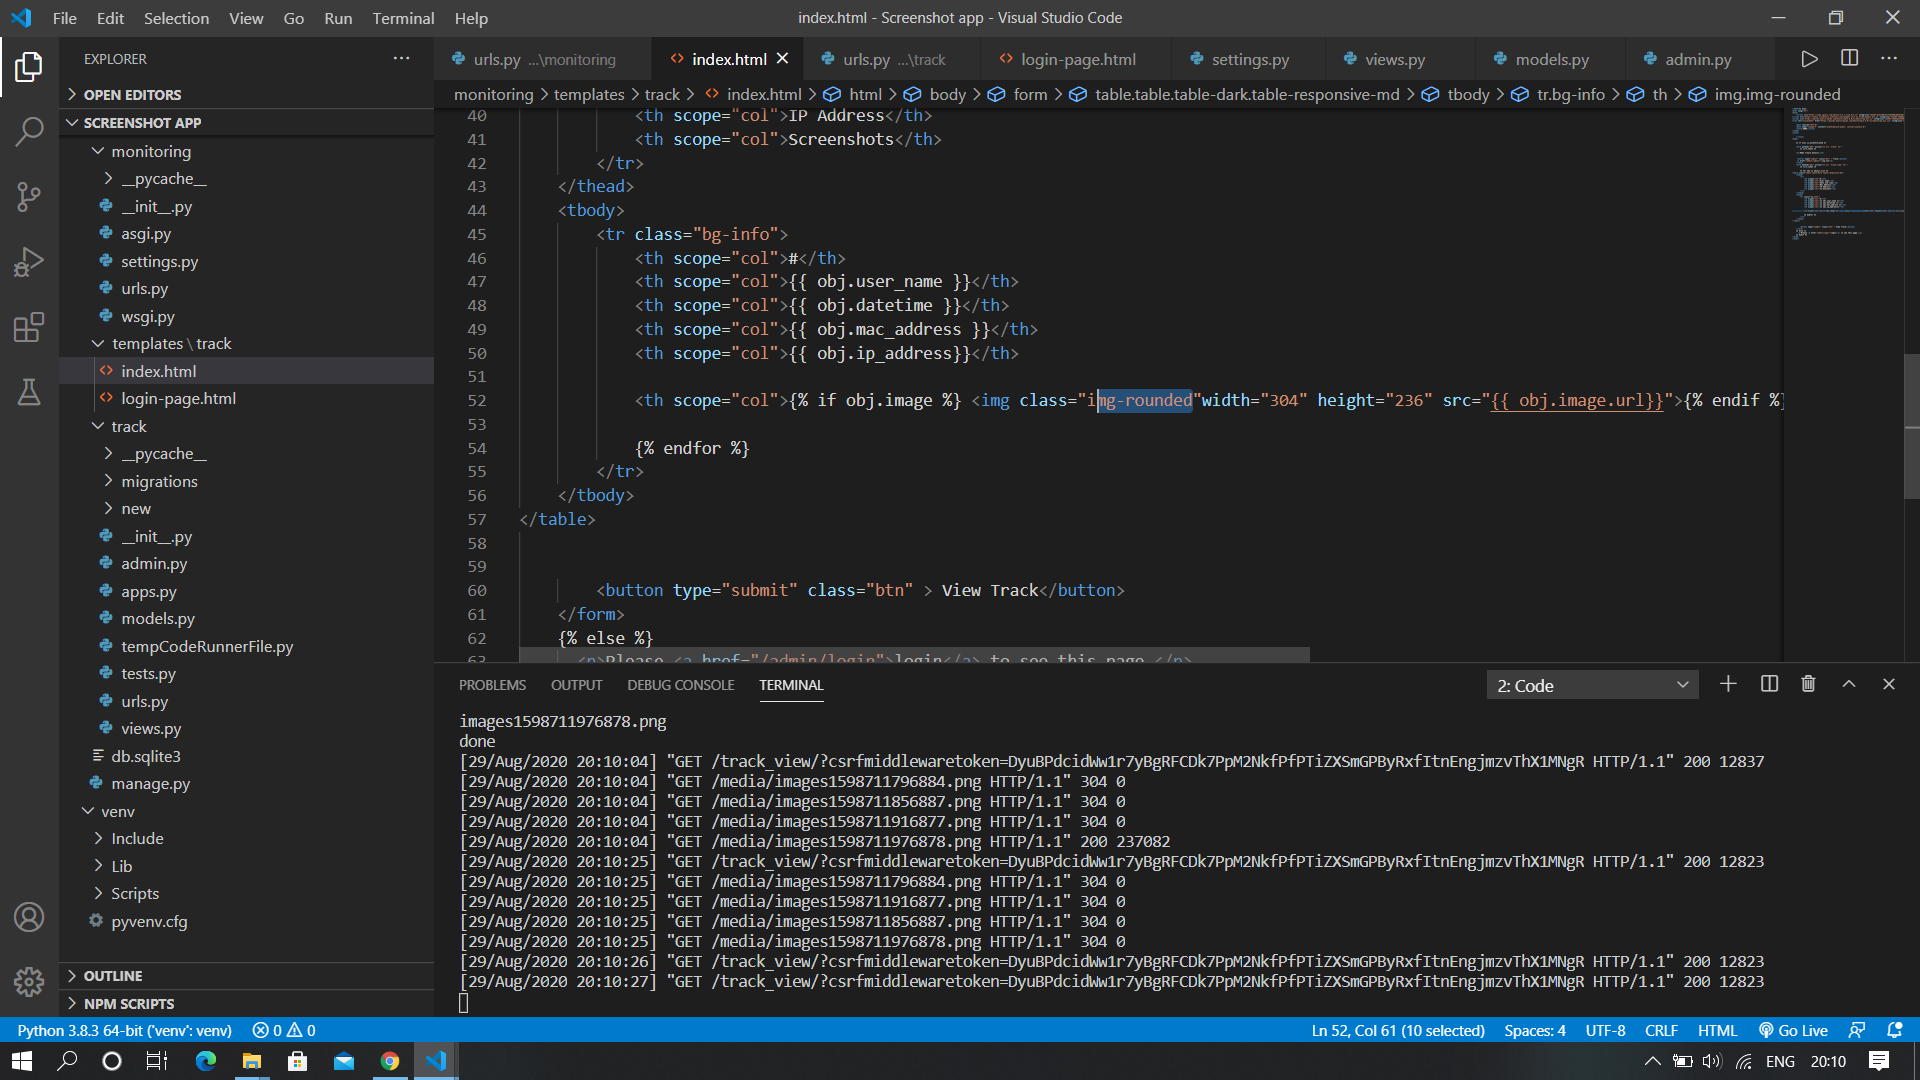 File Edit Selection View Go Run Terminal Help
index.html - Screenshot app - Visual Studio Code
EXPLORER
OPEN EDITORS
SCREENSHOT APP
monitoring
__pycache__
__init__.py
asgi.py
settings.py
urls.py
wsgi.py
templates \ track
index.html
login-page.html
track
__pycache__
migrations
new
__init__.py
admin.py
apps.py
models.py
tempCodeRunnerFile.py
tests.py
urls.py
views.py
db.sqlite3
manage.py
venv
Include
Lib
Scripts
pyvenv.cfg
OUTLINE
NPM SCRIPTS
urls.py ...\monitoring index.html urls.py ...\track login-page.html settings.py views.py models.py admin.py
monitoring > templates > track > index.html > html > body > form > table.table.table-dark.table-responsive-md > tbody > tr.bg-info > th > img.img-rounded
40 <th scope="col">IP Address</th>
41 <th scope="col">Screenshots</th>
42 </tr>
43 </thead>
44 <tbody>
45 <tr class="bg-info">
46 <th scope="col">#</th>
47 <th scope="col">{{ obj.user_name }}</th>
48 <th scope="col">{{ obj.datetime }}</th>
49 <th scope="col">{{ obj.mac_address }}</th>
50 <th scope="col">{{ obj.ip_address}}</th>
51
52 <th scope="col">{% if obj.image %} <img class="img-rounded"width="304" height="236" src="{{ obj.image.url}}">{% endif %}
53
54 {% endfor %}
55 </tr>
56 </tbody>
57 </table>
58
59
60 <button type="submit" class="btn" > View Track</button>
61 </form>
62 {% else %}
63 <p>Please <a href="/admin/login">login</a> to see this page </p>
PROBLEMS OUTPUT DEBUG CONSOLE TERMINAL
2: Code
images1598711976878.png
done
[29/Aug/2020 20:10:04] "GET /track_view/?csrfmiddlewaretoken=DyuBPdcidWw1r7yBgRFCDk7PpM2NkfPfPTiZXSmGPByRxfItnEngjmzvThX1MNgR HTTP/1.1" 200 12837
[29/Aug/2020 20:10:04] "GET /media/images1598711796884.png HTTP/1.1" 304 0
[29/Aug/2020 20:10:04] "GET /media/images1598711856887.png HTTP/1.1" 304 0
[29/Aug/2020 20:10:04] "GET /media/images1598711916877.png HTTP/1.1" 304 0
[29/Aug/2020 20:10:04] "GET /media/images1598711976878.png HTTP/1.1" 200 237082
[29/Aug/2020 20:10:25] "GET /track_view/?csrfmiddlewaretoken=DyuBPdcidWw1r7yBgRFCDk7PpM2NkfPfPTiZXSmGPByRxfItnEngjmzvThX1MNgR HTTP/1.1" 200 12823
[29/Aug/2020 20:10:25] "GET /media/images1598711796884.png HTTP/1.1" 304 0
[29/Aug/2020 20:10:25] "GET /media/images1598711916877.png HTTP/1.1" 304 0
[29/Aug/2020 20:10:25] "GET /media/images1598711856887.png HTTP/1.1" 304 0
[29/Aug/2020 20:10:25] "GET /media/images1598711976878.png HTTP/1.1" 304 0
[29/Aug/2020 20:10:26] "GET /track_view/?csrfmiddlewaretoken=DyuBPdcidWw1r7yBgRFCDk7PpM2NkfPfPTiZXSmGPByRxfItnEngjmzvThX1MNgR HTTP/1.1" 200 12823
[29/Aug/2020 20:10:27] "GET /track_view/?csrfmiddlewaretoken=DyuBPdcidWw1r7yBgRFCDk7PpM2NkfPfPTiZXSmGPByRxfItnEngjmzvThX1MNgR HTTP/1.1" 200 12823
Python 3.8.3 64-bit ('venv': venv) 0 0 Ln 52, Col 61 (10 selected) Spaces: 4 UTF-8 CRLF HTML Go Live
ENG 20:10